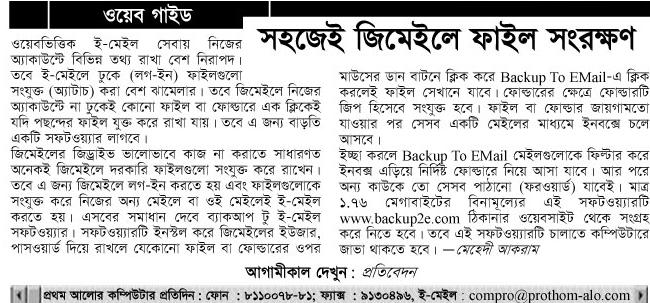 ওয়েব গাইড
সহজেই জিমেইলে ফাইল সংরক্ষণ
ওয়েবভিত্তিক ই-মেইল সেবায় নিজের
অ্যাকাউন্টে বিভিন্ন তথ্য রাখা বেশ নিরাপদ।
তবে ই-মেইলে ঢুকে (লগ-ইন) ফাইলগুলো
সংযুক্ত (অ্যাটাচ) করা বেশ ঝামেলার। তবে জিমেইলে নিজের
অ্যাকাউন্টে না ঢুকেই কোনো ফাইল বা ফোল্ডারে এক ক্লিকেই
যদি পছন্দের ফাইল যুক্ত করে রাখা যায়। তবে এ জন্য বাড়তি
একটি সফটওয়্যার লাগবে।
জিমেইলের জিড্রাইভ ভালোভাবে কাজ না করাতে সাধারণত
অনেকই জিমেইলে দরকারি ফাইলগুলো সংযুক্ত করে রাখেন।
তবে এ জন্য জিমেইলে লগ-ইন করতে হয় এবং ফাইলগুলোকে
সংযুক্ত করে নিজের অন্য মেইলে বা ওই মেইলেই ই-মেইল
করতে হয়। এসবের সমাধান দেবে ব্যাকআপ টু ই-মেইল
সফটওয়্যার। সফটওয়্যারটি ইনস্টল করে জিমেইলের ইউজার,
পাসওয়ার্ড দিয়ে রাখলে যেকোনো ফাইল বা ফোল্ডারের ওপর
মাউসের ডান বাটনে ক্লিক করে Backup To EMail-এ ক্লিক
করলেই ফাইল সেখানে যাবে। ফোল্ডারের ক্ষেত্রে ফোল্ডারটি
জিপ হিসেবে সংযুক্ত হবে। ফাইল বা ফোল্ডার জায়গামতো
যাওয়ার পর সেসব একটি মেইলের মাধ্যমে ইনবক্সে চলে
আসবে।
ইচ্ছা করলে Backup To EMail মেইলগুলোকে ফিল্টার করে
ইনবক্স এড়িয়ে নির্দিষ্ট ফোল্ডারে নিয়ে আসা যাবে। আর পরে
অন্য কাউকে তো সেসব পাঠানো (ফরওয়ার্ড) যাবেই। মাত্র
১.৭৬ মেগাবাইটের বিনামূল্যের এই সফটওয়্যারটি
www.backup2e.com ঠিকানার ওয়েবসাইট থেকে সংগ্রহ
করে নিতে হবে। তবে এই সফটওয়্যারটি চালাতে কম্পিউটারে
জাভা থাকতে হবে। —মেহেদী আকরাম
আগামীকাল দেখুন : প্রতিবেদন
প্রথম আলোর কম্পিউটার প্রতিদিন : ফোন : ৮১১০০৭৮-৮১; ফ্যাক্স : ৯১৩০৪৯৬, ই-মেইল : compro@prothom-alo.com